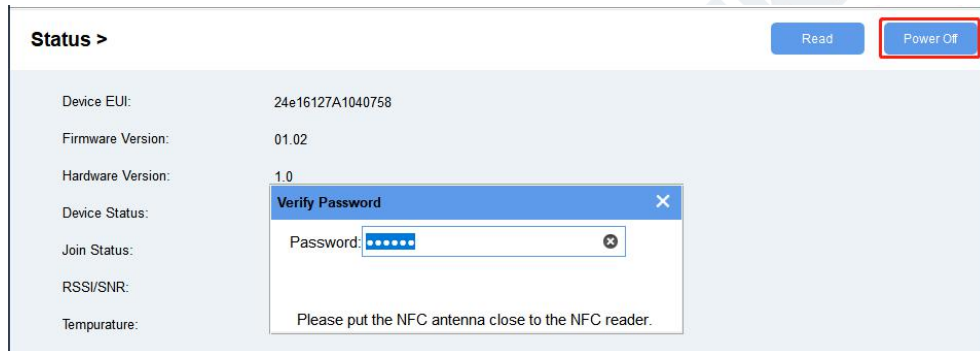 Status >
Read
Power Off
Device EUI: 24e16127A1040758
Firmware Version: 01.02
Hardware Version: 1.0
Device Status:
Join Status:
RSSI/SNR:
Tempurature:
Verify Password
Password: ••••••
Please put the NFC antenna close to the NFC reader.